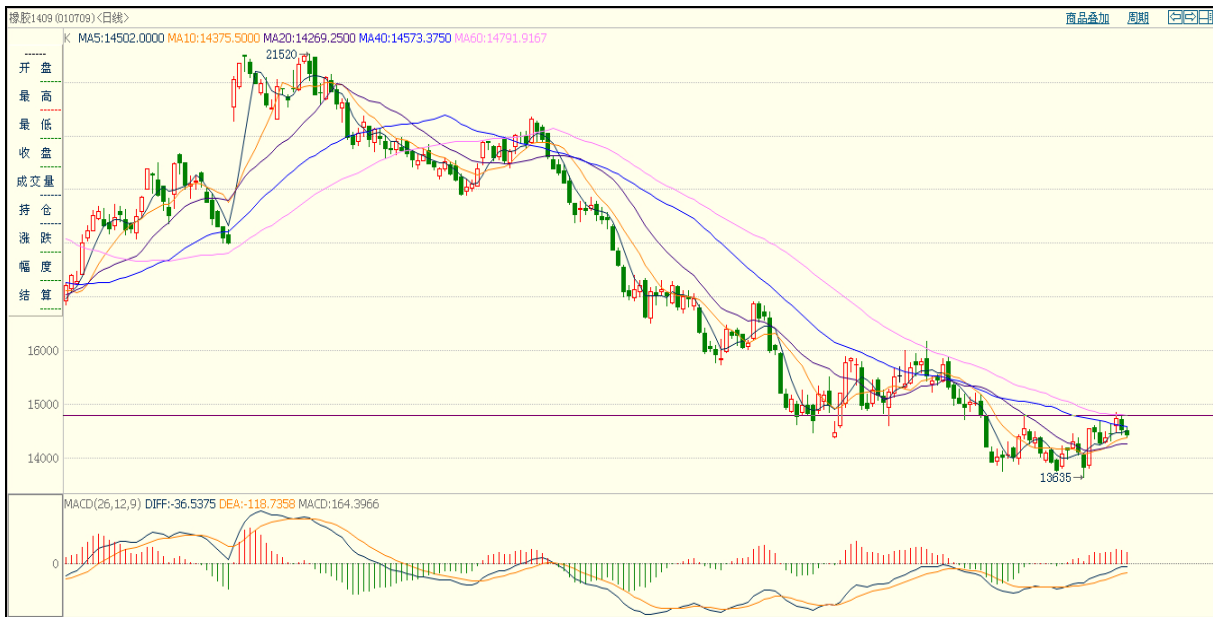 橡胶1409 (010709)<日线>
商品叠加 周期
K MA5:14502.0000 MA10:14375.5000 MA20:14269.2500 MA40:14573.3750 MA60:14791.9167
21520
开 盘
最 高
最 低
收 盘
成交量
持 仓
涨 跌
幅 度
结 算
16000
15000
14000
13635
MACD(26,12,9) DIFF:-36.5375 DEA:-118.7358 MACD:164.3966
0